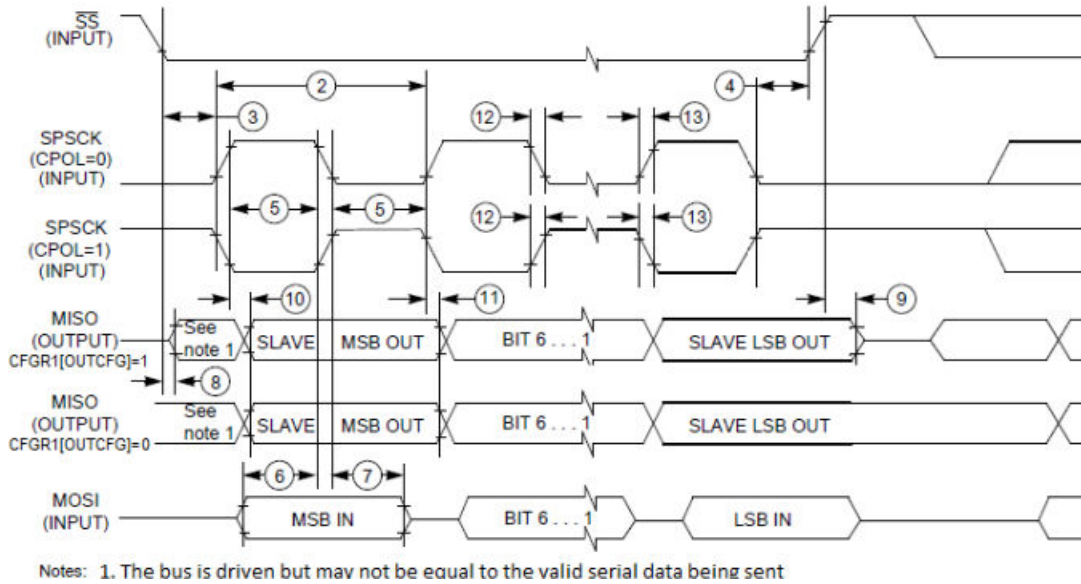 SS
(INPUT)
2
4
3
12
13
SPSCK
(CPOL=0)
(INPUT)
5
5
SPSCK
(CPOL=1)
(INPUT)
12
13
10
11
9
MISO
(OUTPUT)
CFGR1[OUTCFG]=1
See
note 1
SLAVE
MSB OUT
BIT 6 . . . 1
SLAVE LSB OUT
8
MISO
(OUTPUT)
CFGR1[OUTCFG]=0
See
note 1
SLAVE
MSB OUT
BIT 6 . . . 1
SLAVE LSB OUT
6
7
MOSI
(INPUT)
MSB IN
BIT 6 . . . 1
LSB IN
Notes: 1. The bus is driven but may not be equal to the valid serial data being sent